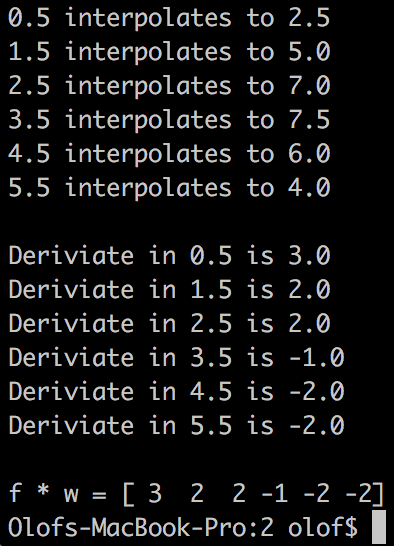 0.5 interpolates to 2.5
1.5 interpolates to 5.0
2.5 interpolates to 7.0
3.5 interpolates to 7.5
4.5 interpolates to 6.0
5.5 interpolates to 4.0

Deriviate in 0.5 is 3.0
Deriviate in 1.5 is 2.0
Deriviate in 2.5 is 2.0
Deriviate in 3.5 is -1.0
Deriviate in 4.5 is -2.0
Deriviate in 5.5 is -2.0

f * w = [ 3  2  2 -1 -2 -2]
Olofs-MacBook-Pro:2 olof$